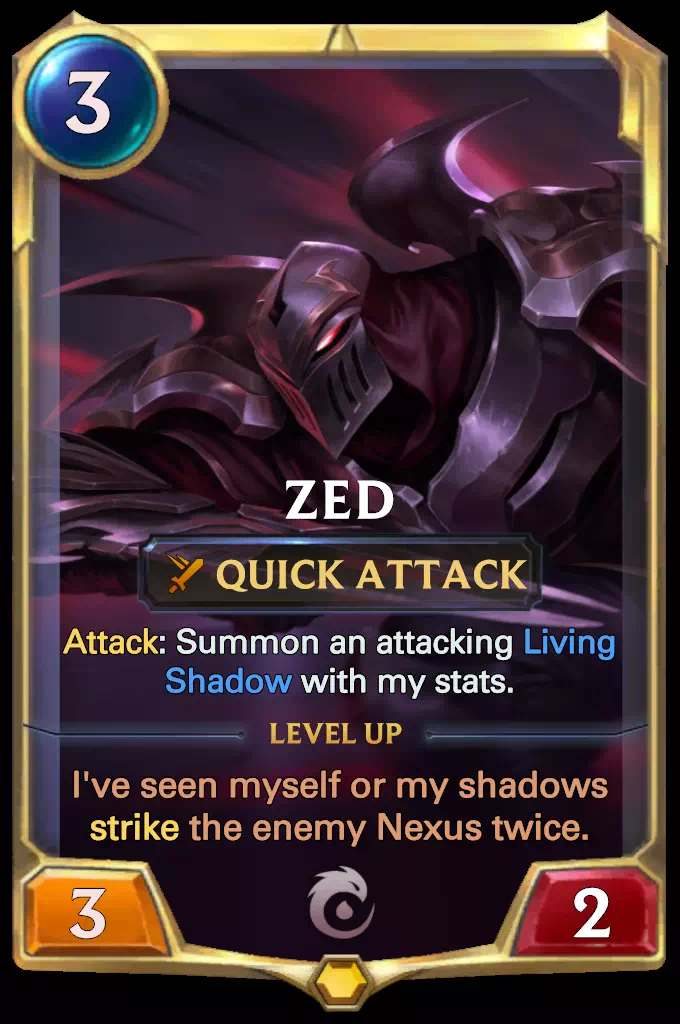 3
ZED
QUICK ATTACK
Attack: Summon an attacking Living
Shadow with my stats.
LEVEL UP
I've seen myself or my shadows
strike the enemy Nexus twice.
3
2